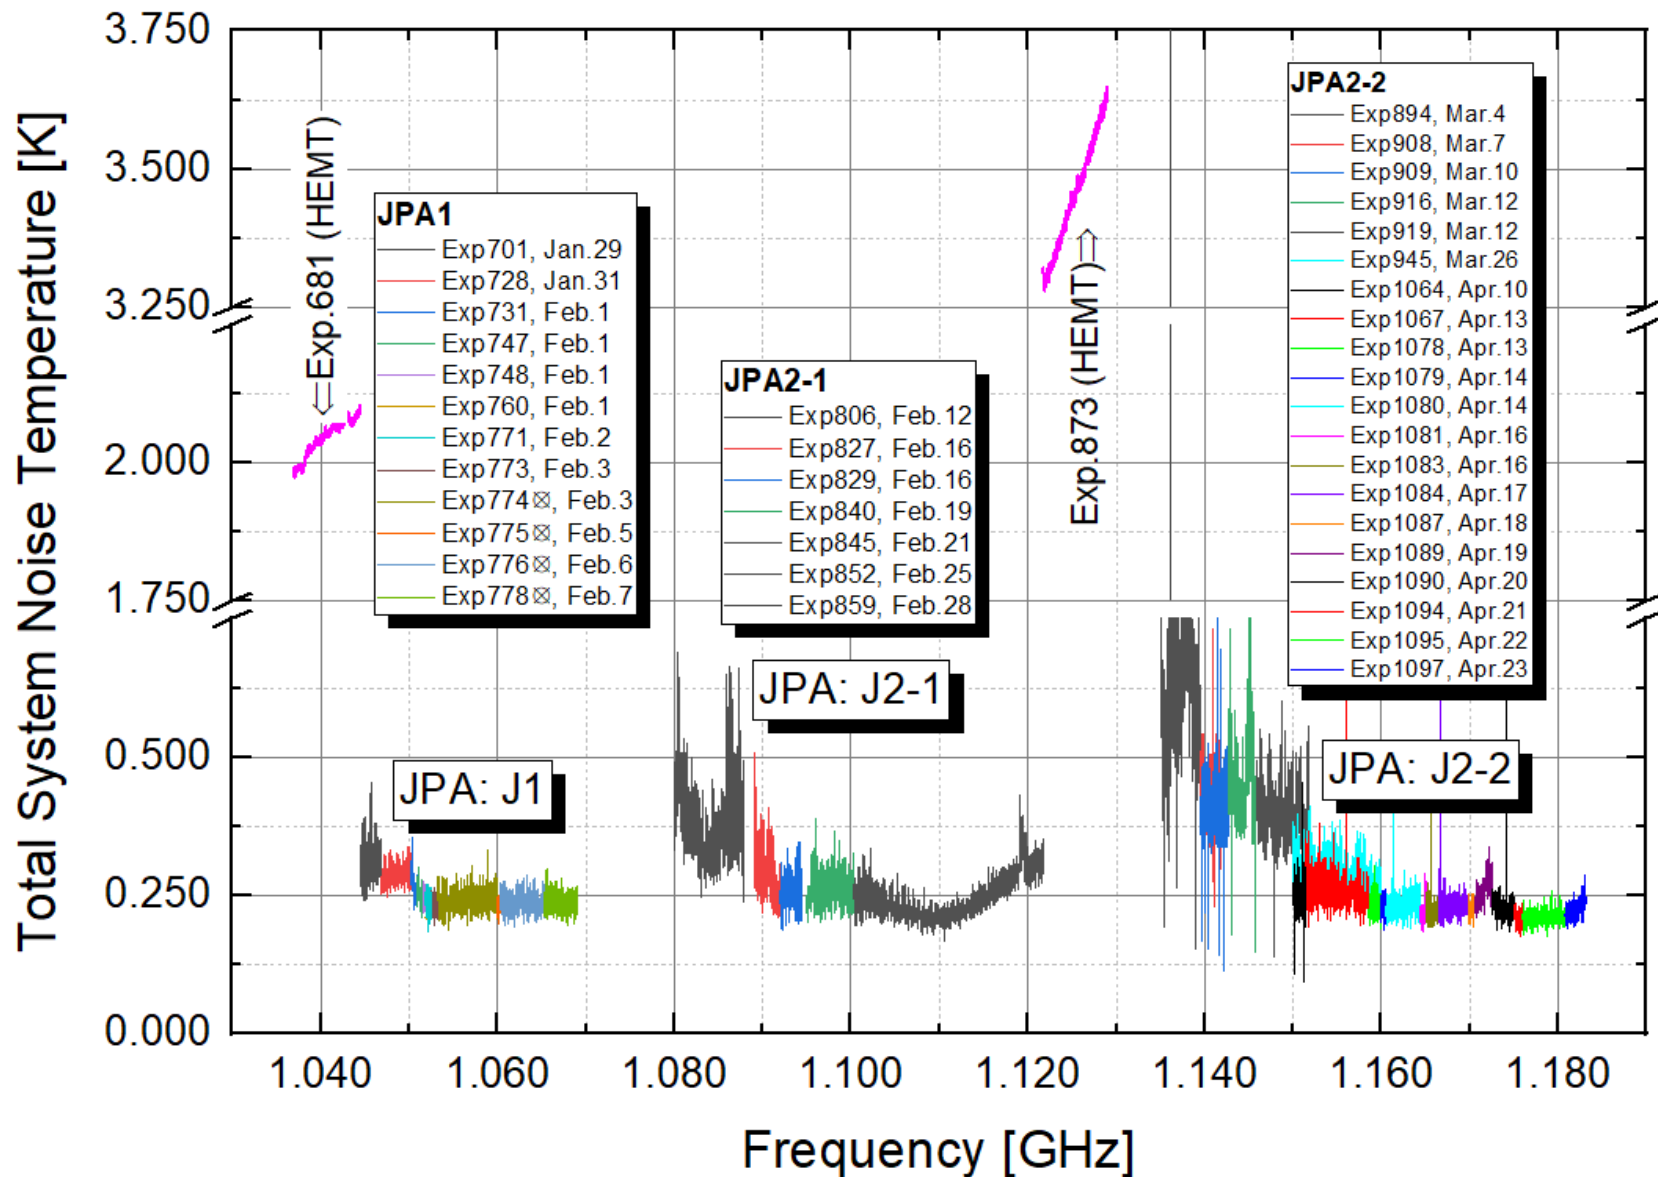 Total System Noise Temperature [K]
3.750
3.500
3.250
2.000
1.750
0.500
0.250
0.000
⇐Exp.681 (HEMT)
JPA1
Exp701, Jan.29
Exp728, Jan.31
Exp731, Feb.1
Exp747, Feb.1
Exp748, Feb.1
Exp760, Feb.1
Exp771, Feb.2
Exp773, Feb.3
Exp774⊠, Feb.3
Exp775⊠, Feb.5
Exp776⊠, Feb.6
Exp778⊠, Feb.7
JPA: J1
JPA2-1
Exp806, Feb.12
Exp827, Feb.16
Exp829, Feb.16
Exp840, Feb.19
Exp845, Feb.21
Exp852, Feb.25
Exp859, Feb.28
JPA: J2-1
Exp.873 (HEMT)⇒
JPA2-2
Exp894, Mar.4
Exp908, Mar.7
Exp909, Mar.10
Exp916, Mar.12
Exp919, Mar.12
Exp945, Mar.26
Exp1064, Apr.10
Exp1067, Apr.13
Exp1078, Apr.13
Exp1079, Apr.14
Exp1080, Apr.14
Exp1081, Apr.16
Exp1083, Apr.16
Exp1084, Apr.17
Exp1087, Apr.18
Exp1089, Apr.19
Exp1090, Apr.20
Exp1094, Apr.21
Exp1095, Apr.22
Exp1097, Apr.23
JPA: J2-2
1.040 1.060 1.080 1.100 1.120 1.140 1.160 1.180
Frequency [GHz]